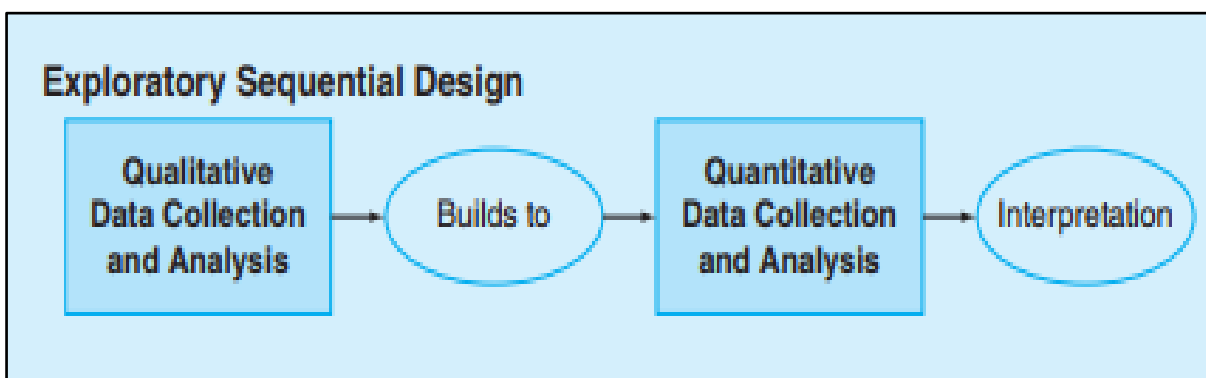 Exploratory Sequential Design
Qualitative
Data Collection
and Analysis
Builds to
Quantitative
Data Collection
and Analysis
Interpretation